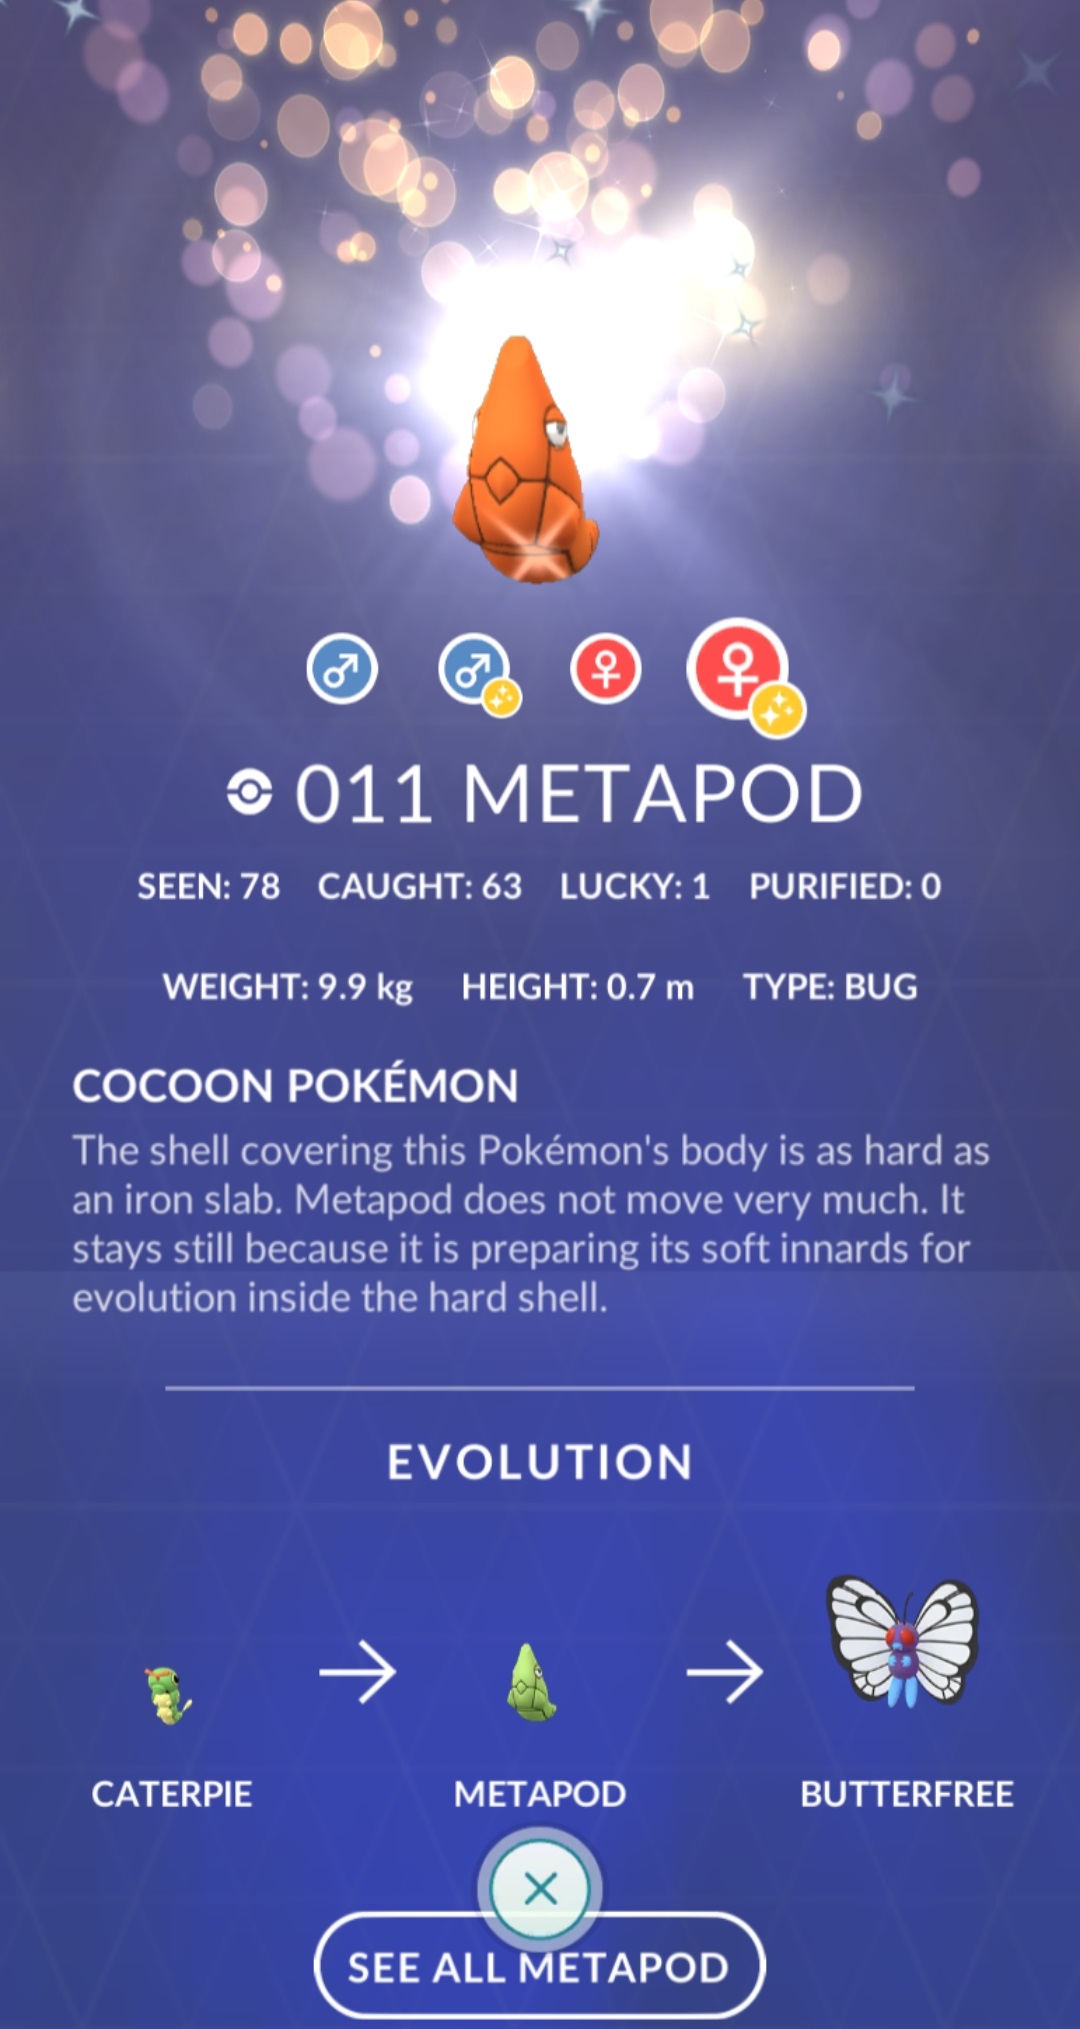 011 METAPOD
SEEN: 78 CAUGHT: 63 LUCKY: 1 PURIFIED: 0
WEIGHT: 9.9 kg HEIGHT: 0.7 m TYPE: BUG
COCOON POKÉMON
The shell covering this Pokémon's body is as hard as
an iron slab. Metapod does not move very much. It
stays still because it is preparing its soft innards for
evolution inside the hard shell.
EVOLUTION
CATERPIE METAPOD BUTTERFREE
SEE ALL METAPOD